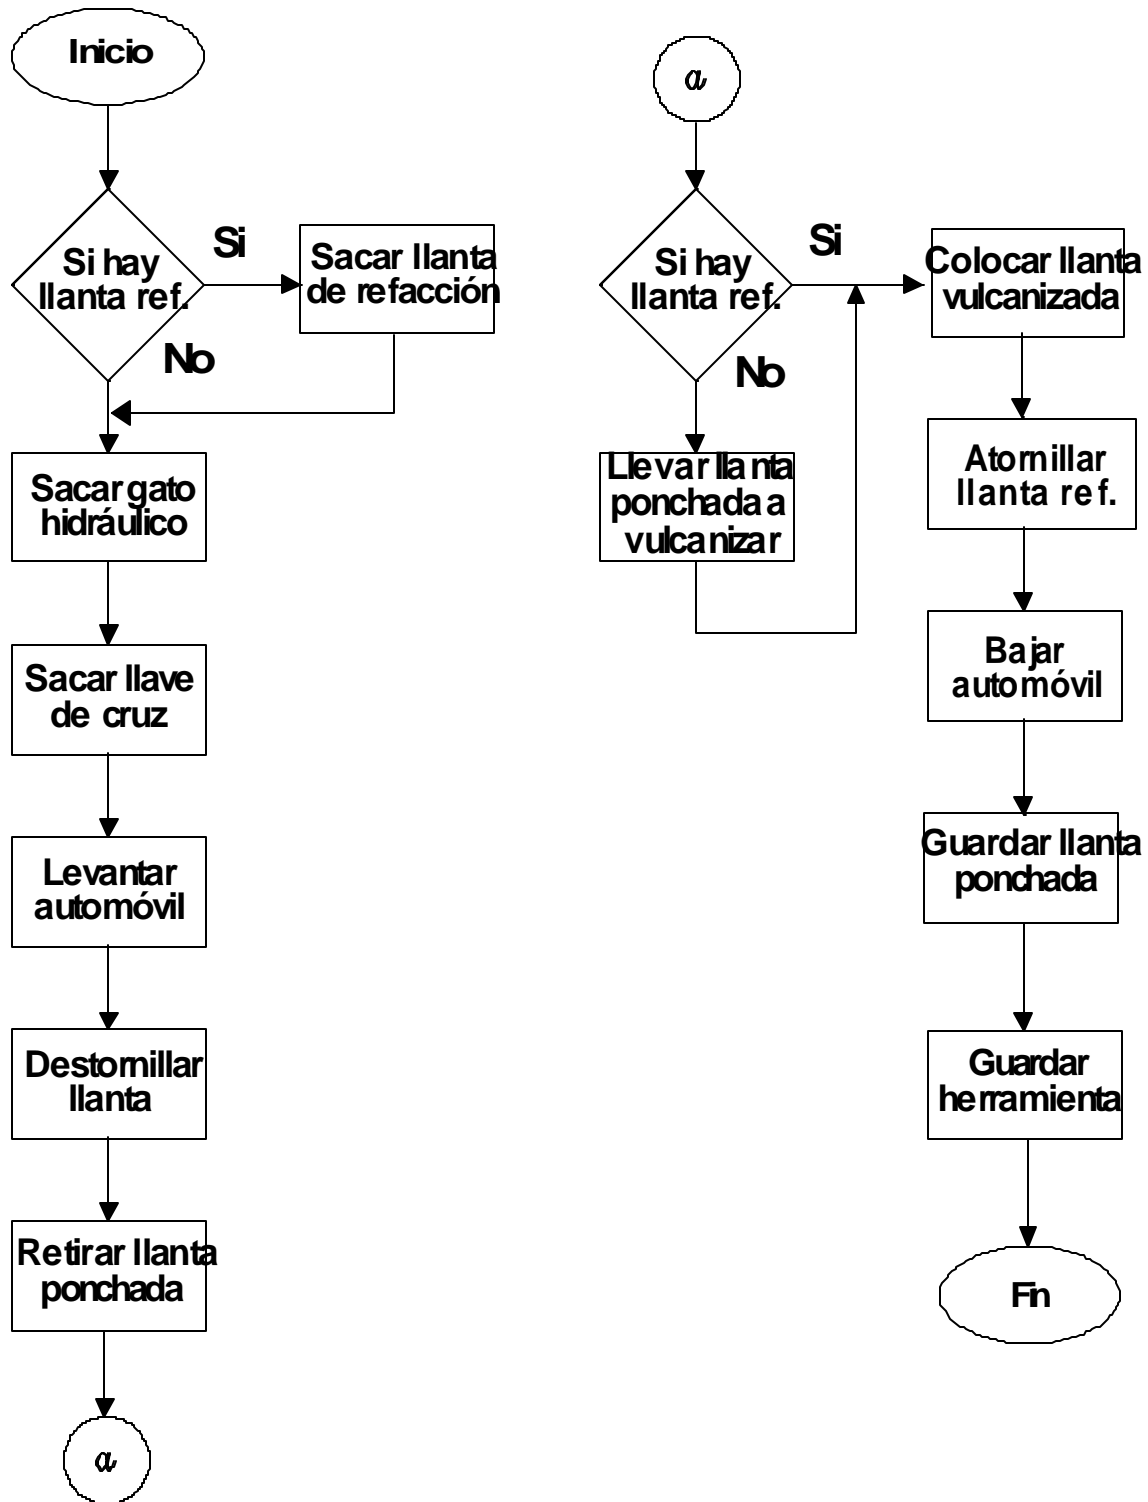 Inicio
Si hay
llanta ref.
Si
Sacar llanta
de refacción
No
Sacar gato
hidráulico
Sacar llave
de cruz
Levantar
automóvil
Destornillar
llanta
Retirar llanta
ponchada
a
a
Si hay
llanta ref.
Si
No
Llevar llanta
ponchada a
vulcanizar
Colocar llanta
vulcanizada
Atornillar
llanta ref.
Bajar
automóvil
Guardar llanta
ponchada
Guardar
herramienta
Fin